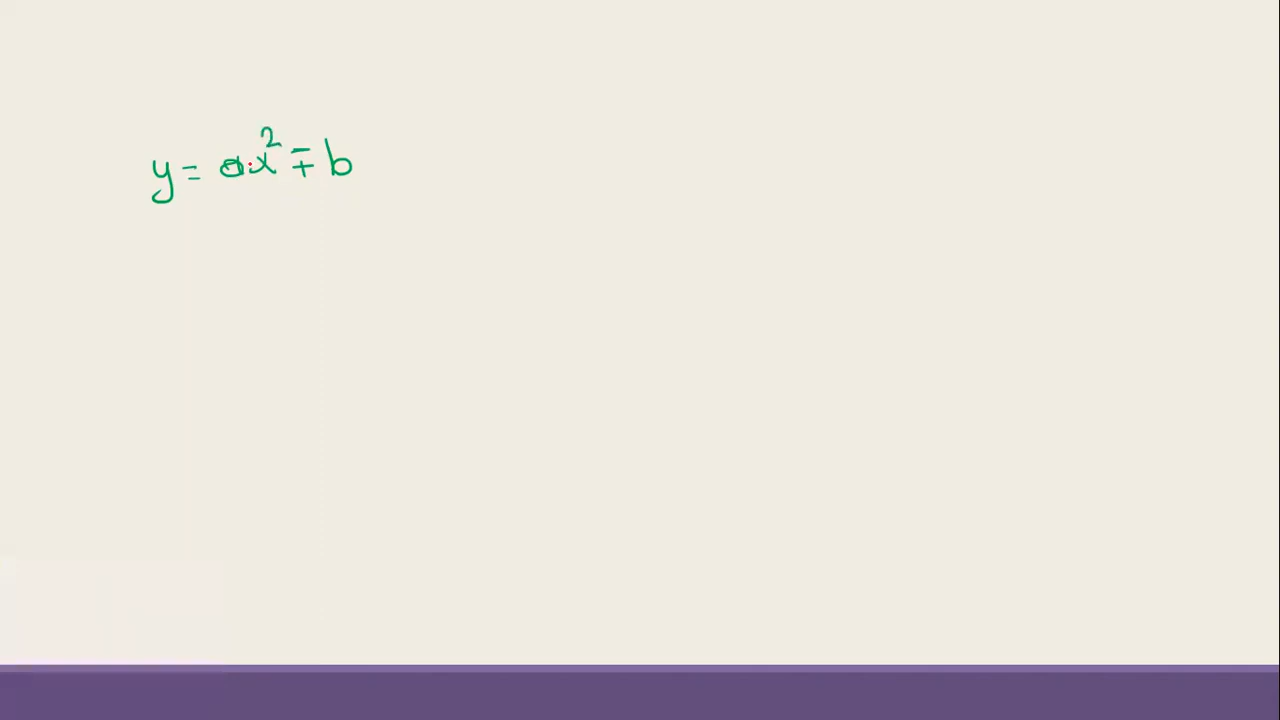 y = ax² ∓ b